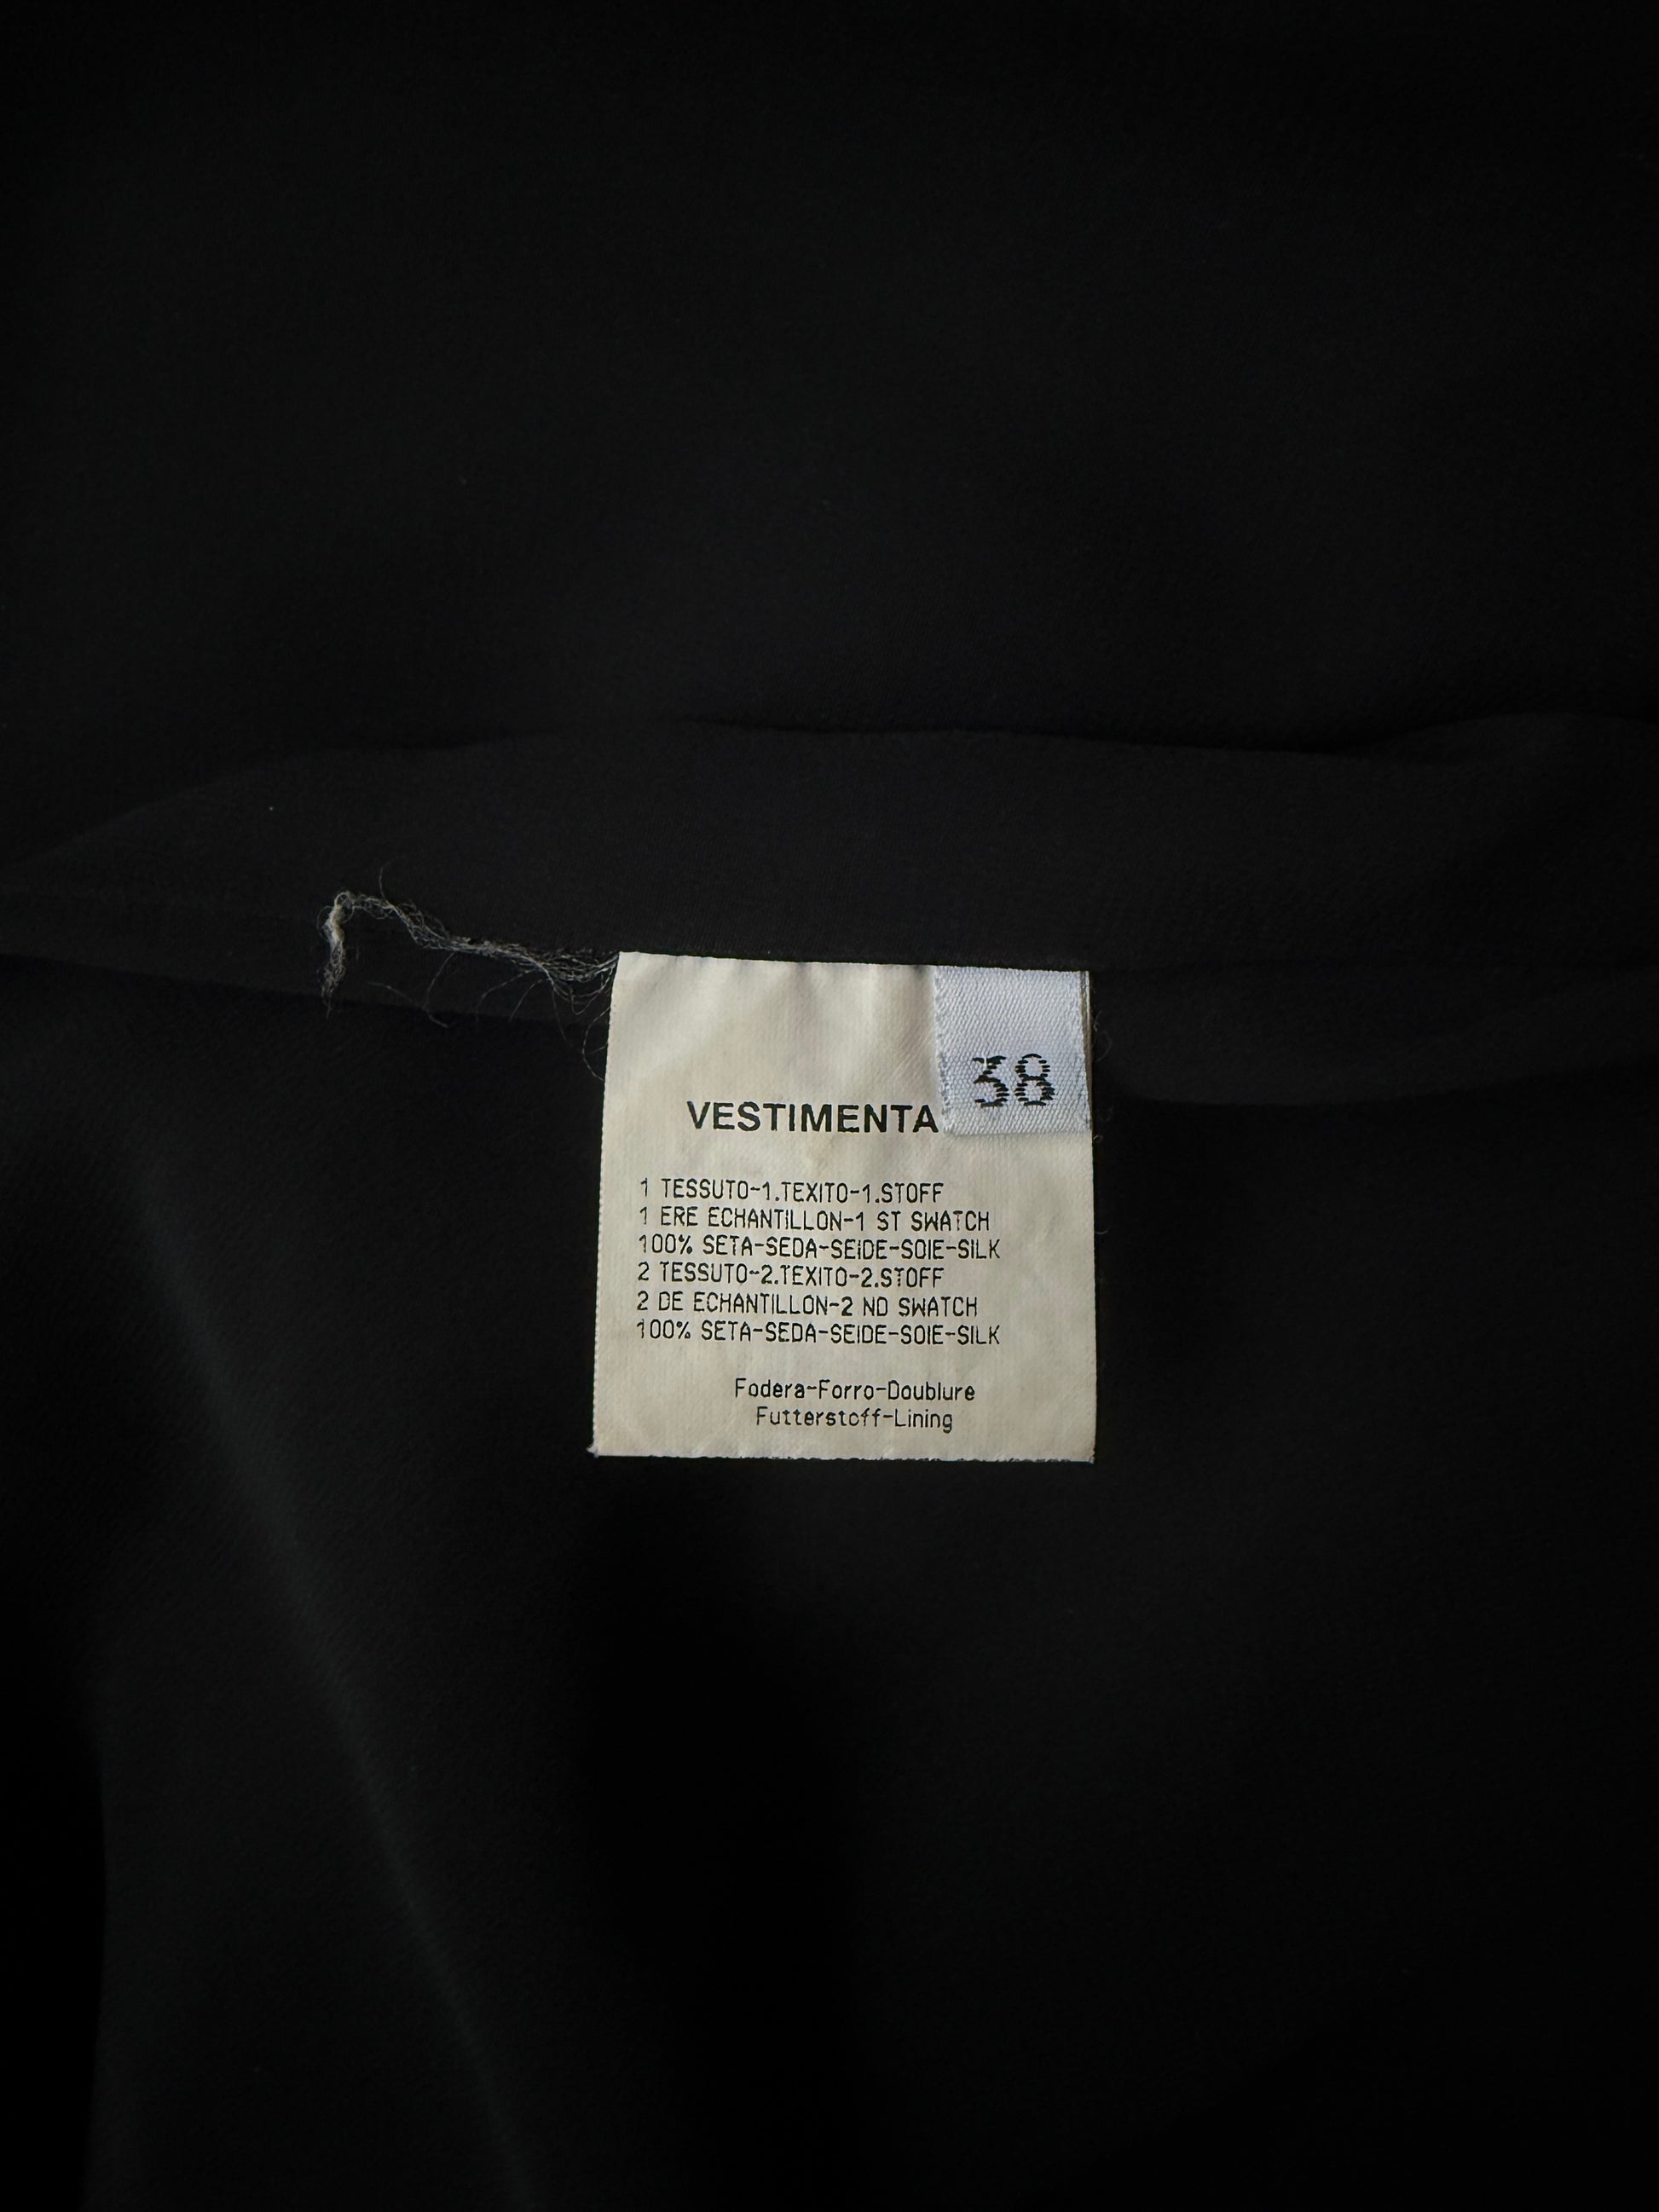 38
VESTIMENTA
1 TESSUTO-1.TEXITO-1.STOFF
1 ERE ECHANTILLON-1 ST SWATCH
100% SETA-SEDA-SEIDE-SOIE-SILK
2 TESSUTO-2.TEXITO-2.STOFF
2 DE ECHANTILLON-2 ND SWATCH
100% SETA-SEDA-SEIDE-SOIE-SILK
Fodera-Forro-Doublure
Futterstoff-Lining